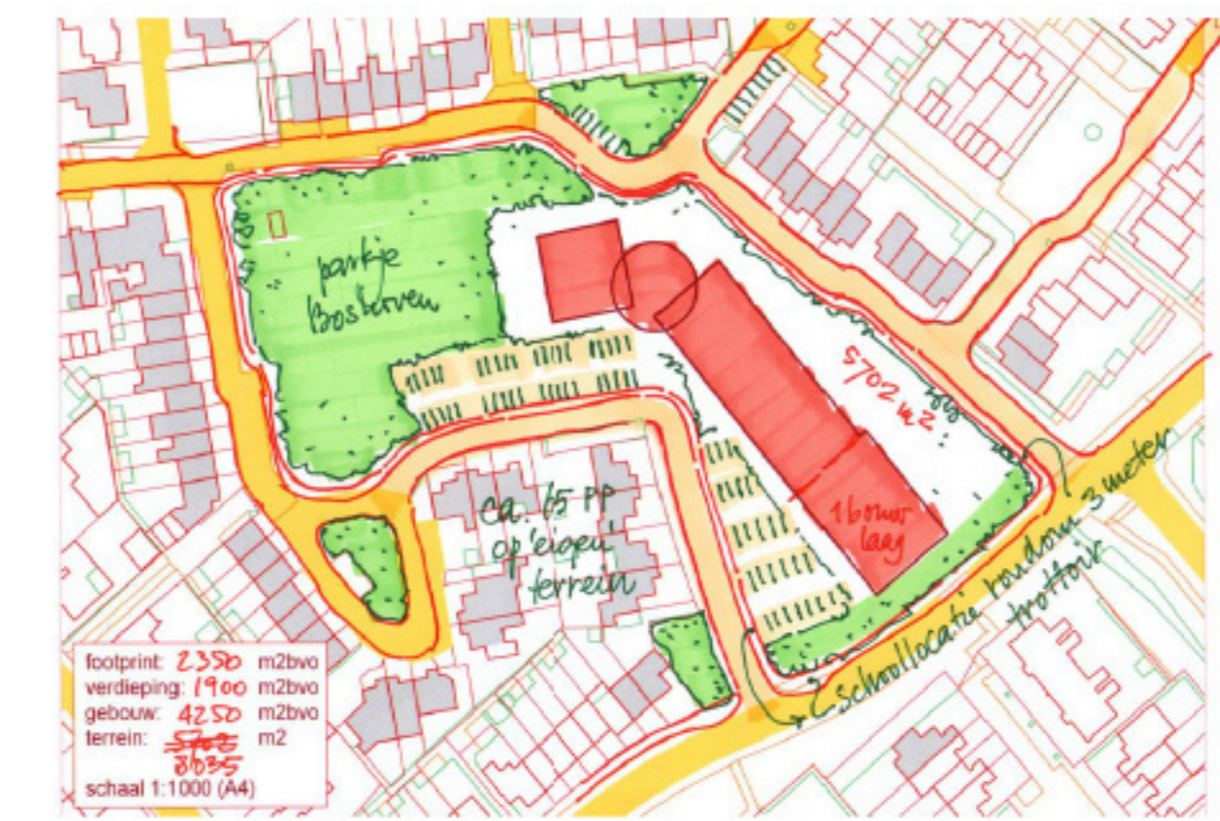 parkje
Bosterven
5702 m2
1 bouw
laag
ca. 65 PP
op 'eigen'
terrein
schoollocatie rondom 3 meter
trottoir
footprint: 2350 m2bvo
verdieping: 1900 m2bvo
gebouw: 4250 m2bvo
terrein: 5702 m2
8035
schaal 1:1000 (A4)